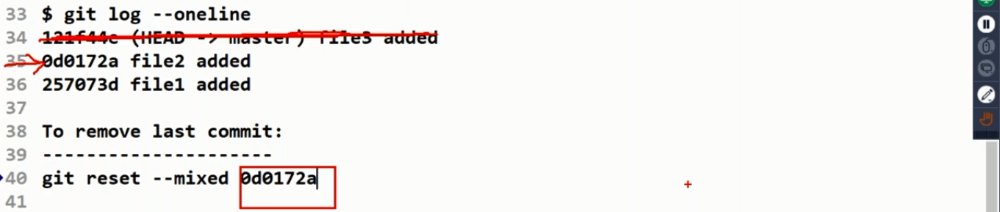 33 $ git log --oneline
34 121f44e (HEAD -> master) file3 added
35 0d0172a file2 added
36 257073d file1 added
37
38 To remove last commit:
39 ---------------------
40 git reset --mixed 0d0172a
41